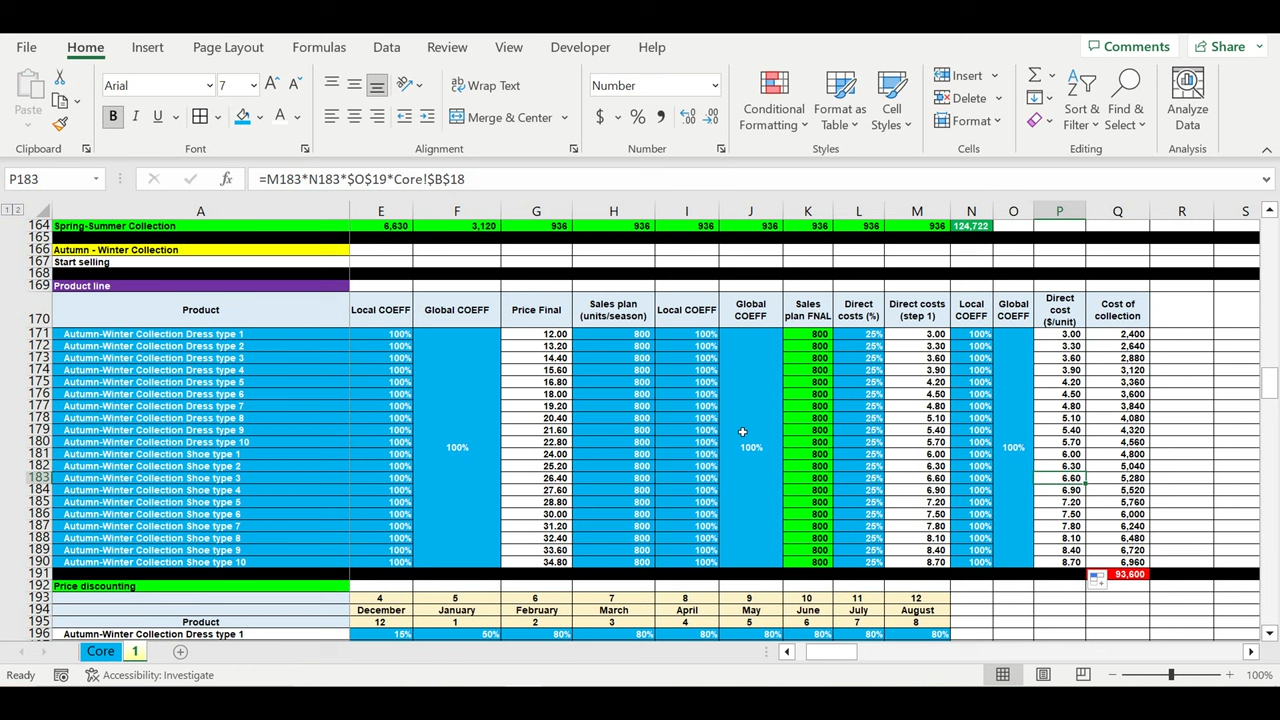 File Home Insert Page Layout Formulas Data Review View Developer Help Comments Share
Paste Arial 7 Wrap Text Number Conditional Formatting Format as Table Cell Styles Insert Delete Format Sort & Filter Find & Select Analyze Data
B I U A Merge & Center $ %
Clipboard Font Alignment Number Styles Cells Editing Analysis
P183 fx =M183*N183*$O$19*Core!$B$18
1 2 A E F G H I J K L M N O P Q R S
164 Spring-Summer Collection 6,630 3,120 936 936 936 936 936 936 936 124,722
165
166 Autumn - Winter Collection
167 Start selling
168
169 Product line
170 Product Local COEFF Global COEFF Price Final Sales plan (units/season) Local COEFF Global COEFF Sales plan FNAL Direct costs (%) Direct costs (step 1) Local COEFF Global COEFF Direct cost ($/unit) Cost of collection
171 Autumn-Winter Collection Dress type 1 100% 12.00 800 100% 800 25% 3.00 100% 3.00 2,400
172 Autumn-Winter Collection Dress type 2 100% 13.20 800 100% 800 25% 3.30 100% 3.30 2,640
173 Autumn-Winter Collection Dress type 3 100% 14.40 800 100% 800 25% 3.60 100% 3.60 2,880
174 Autumn-Winter Collection Dress type 4 100% 15.60 800 100% 800 25% 3.90 100% 3.90 3,120
175 Autumn-Winter Collection Dress type 5 100% 16.80 800 100% 800 25% 4.20 100% 4.20 3,360
176 Autumn-Winter Collection Dress type 6 100% 18.00 800 100% 800 25% 4.50 100% 4.50 3,600
177 Autumn-Winter Collection Dress type 7 100% 19.20 800 100% 800 25% 4.80 100% 4.80 3,840
178 Autumn-Winter Collection Dress type 8 100% 20.40 800 100% 800 25% 5.10 100% 5.10 4,080
179 Autumn-Winter Collection Dress type 9 100% 21.60 800 100% 800 25% 5.40 100% 5.40 4,320
180 Autumn-Winter Collection Dress type 10 100% 100% 22.80 800 100% 100% 800 25% 5.70 100% 100% 5.70 4,560
181 Autumn-Winter Collection Shoe type 1 100% 24.00 800 100% 800 25% 6.00 100% 6.00 4,800
182 Autumn-Winter Collection Shoe type 2 100% 25.20 800 100% 800 25% 6.30 100% 6.30 5,040
183 Autumn-Winter Collection Shoe type 3 100% 26.40 800 100% 800 25% 6.60 100% 6.60 5,280
184 Autumn-Winter Collection Shoe type 4 100% 27.60 800 100% 800 25% 6.90 100% 6.90 5,520
185 Autumn-Winter Collection Shoe type 5 100% 28.80 800 100% 800 25% 7.20 100% 7.20 5,760
186 Autumn-Winter Collection Shoe type 6 100% 30.00 800 100% 800 25% 7.50 100% 7.50 6,000
187 Autumn-Winter Collection Shoe type 7 100% 31.20 800 100% 800 25% 7.80 100% 7.80 6,240
188 Autumn-Winter Collection Shoe type 8 100% 32.40 800 100% 800 25% 8.10 100% 8.10 6,480
189 Autumn-Winter Collection Shoe type 9 100% 33.60 800 100% 800 25% 8.40 100% 8.40 6,720
190 Autumn-Winter Collection Shoe type 10 100% 34.80 800 100% 800 25% 8.70 100% 8.70 6,960
191 93,600
192 Price discounting
193 4 5 6 7 8 9 10 11 12
194 December January February March April May June July August
195 Product 12 1 2 3 4 5 6 7 8
196 Autumn-Winter Collection Dress type 1 15% 50% 80% 80% 80% 80% 80% 80% 80%
Core 1
Ready Accessibility: Investigate 100%